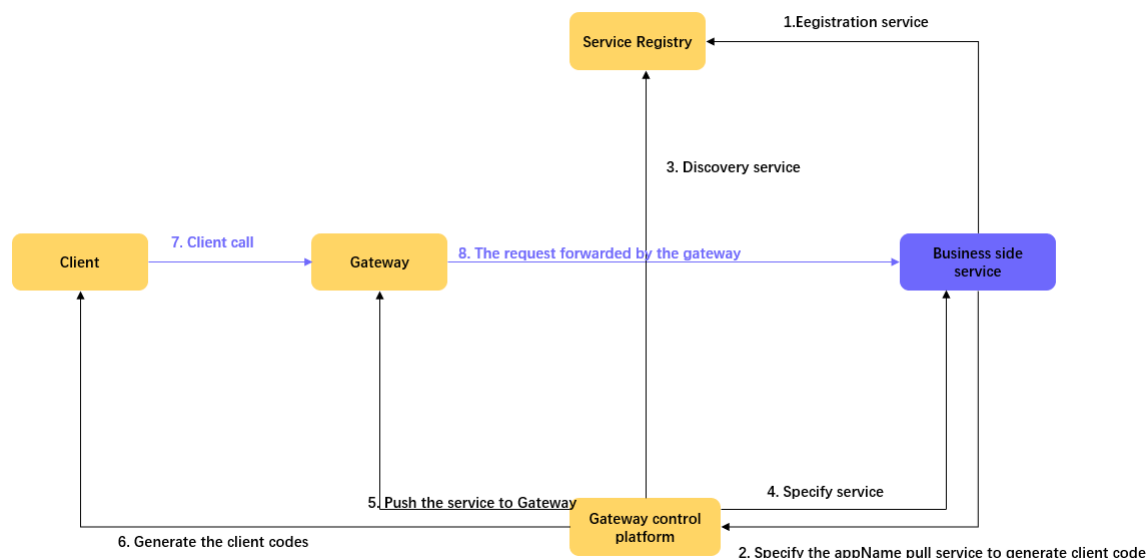 1.Eegistration service
Service Registry
3. Discovery service
7. Client call
8. The request forwarded by the gateway
Client
Gateway
Business side
service
5. Push the service to Gateway
4. Specify service
Gateway control
platform
6. Generate the client codes
2. Specify the appName pull service to generate client code